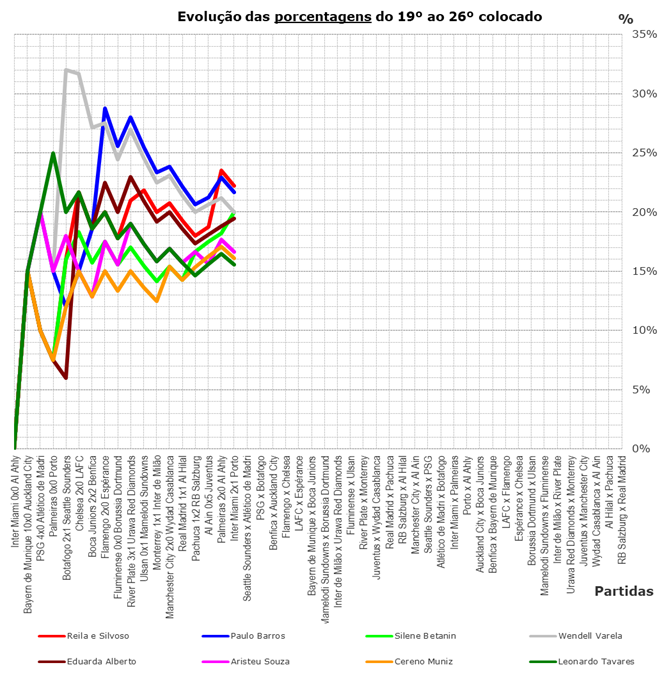 Evolução das porcentagens do 19º ao 26º colocado
%
35%
30%
25%
20%
15%
10%
5%
0%
Inter Miami 0x0 Al Ahly
Bayern de Munique 10x0 Auckland City
PSG 4x0 Atlético de Madri
Palmeiras 0x0 Porto
Botafogo 2x1 Seattle Sounders
Chelsea 2x0 LAFC
Boca Juniors 2x2 Benfica
Flamengo 2x0 Espérance
Fluminense 0x0 Borussia Dortmund
River Plate 3x1 Urawa Red Diamonds
Ulsan 0x1 Mamelodi Sundowns
Monterrey 1x1 Inter de Milão
Manchester City 2x0 Wydad Casablanca
Real Madrid 1x1 Al Hilal
Pachuca 1x2 RB Salzburg
Al Ain 0x5 Juventus
Palmeiras 2x0 Al Ahly
Inter Miami 2x1 Porto
Seattle Sounders x Atlético de Madri
PSG x Botafogo
Benfica x Auckland City
Flamengo x Chelsea
LAFC x Espérance
Bayern de Munique x Boca Juniors
Mamelodi Sundowns x Borussia Dortmund
Inter de Milão x Urawa Red Diamonds
Fluminense x Ulsan
River Plate x Monterrey
Juventus x Wydad Casablanca
Real Madrid x Pachuca
RB Salzburg x Al Hilal
Manchester City x Al Ain
Seattle Sounders x PSG
Atlético de Madri x Botafogo
Inter Miami x Palmeiras
Porto x Al Ahly
Auckland City x Boca Juniors
Benfica x Bayern de Munique
LAFC x Flamengo
Espérance x Chelsea
Borussia Dortmund x Ulsan
Mamelodi Sundowns x Fluminense
Inter de Milão x River Plate
Urawa Red Diamonds x Monterrey
Juventus x Manchester City
Wydad Casablanca x Al Ain
Al Hilal x Pachuca
RB Salzburg x Real Madrid
Partidas
Reila e Silvoso
Paulo Barros
Silene Betanin
Wendell Varela
Eduarda Alberto
Aristeu Souza
Cereno Muniz
Leonardo Tavares